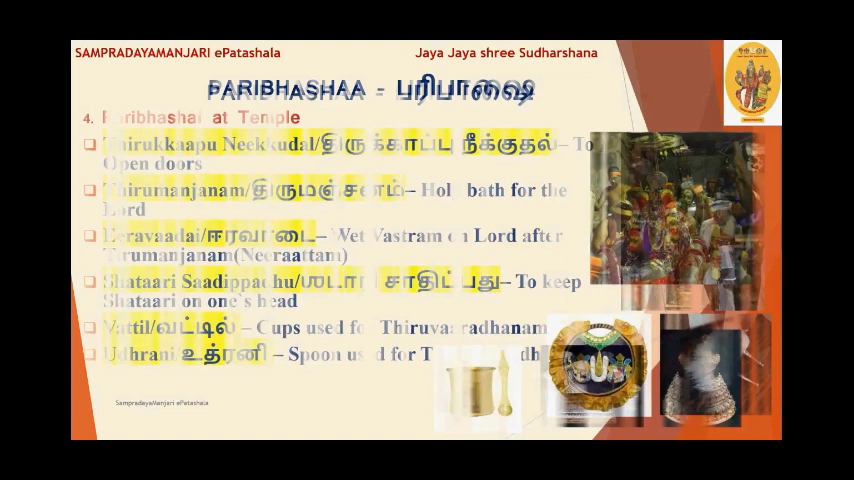 SAMPRADAYAMANJARI ePatashala
Jaya Jaya shree Sudharshana
PARIBHASHAA - பரிபாஷை
4. Paribhashai at Temple
Thirukkaapu Neekkudal/திருக்காப்பு நீக்குதல்– To
Open doors
Thirumanjanam/திருமஞ்சனம்– Holy bath for the
Lord
Eeravaadai/ஈரவாடை– Wet Vastram on Lord after
Tirumanjanam(Neeraattam)
Shataari Saadippadhu/ஶடாரி சாதிப்பது– To keep
Shataari on one`s head
Vattil/வட்டில் – Cups used for Thiruvaaradhanam
Udhrani/உத்ரணி – Spoon used for
SampradayaManjari ePatashala